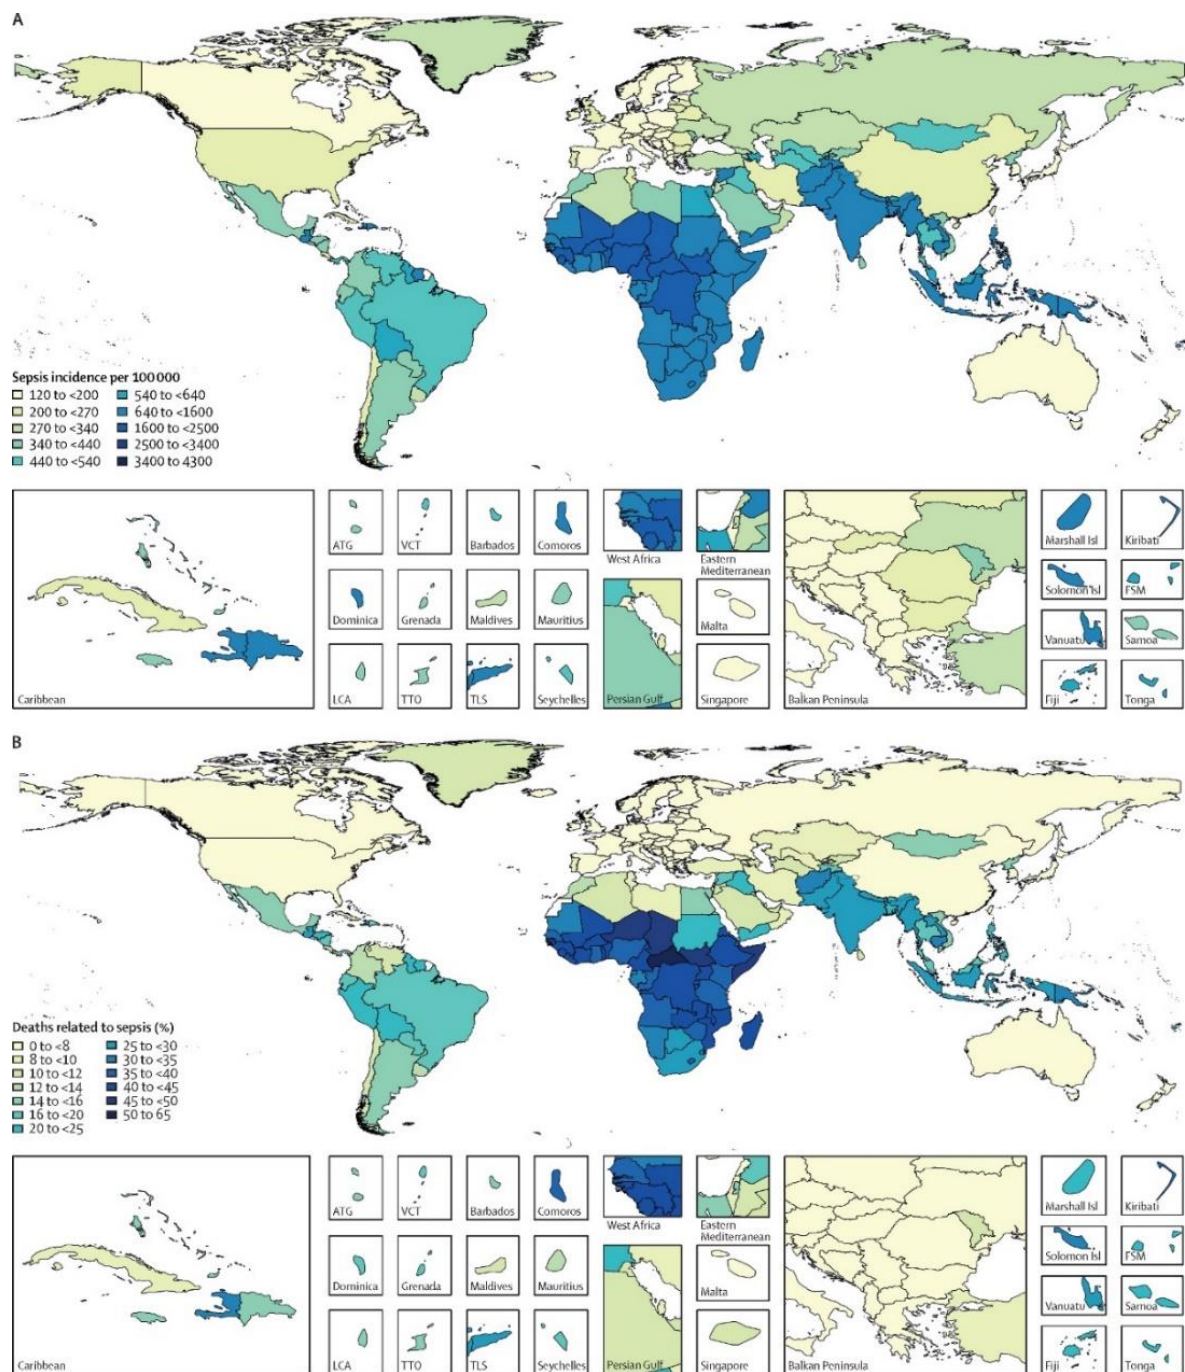 A
Sepsis incidence per 100 000
120 to <200
200 to <270
270 to <340
340 to <440
440 to <540
540 to <640
640 to <1600
1600 to <2500
2500 to <3400
3400 to 4300
Caribbean
ATG
VCT
Barbados
Comoros
Dominica
Grenada
Maldives
Mauritius
LCA
TTO
TLS
Seychelles
West Africa
Eastern
Mediterranean
Persian Gulf
Malta
Singapore
Balkan Peninsula
Marshall Isl
Kiribati
Solomon Isl
FSM
Vanuatu
Samoa
Fiji
Tonga
B
Deaths related to sepsis (%)
0 to <8
8 to <10
10 to <12
12 to <14
14 to <16
16 to <20
20 to <25
25 to <30
30 to <35
35 to <40
40 to <45
45 to <50
50 to 65
Caribbean
ATG
VCT
Barbados
Comoros
Dominica
Grenada
Maldives
Mauritius
LCA
TTO
TLS
Seychelles
West Africa
Eastern
Mediterranean
Persian Gulf
Malta
Singapore
Balkan Peninsula
Marshall Isl
Kiribati
Solomon Isl
FSM
Vanuatu
Samoa
Fiji
Tonga